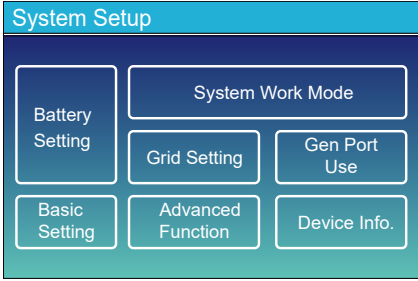 System Setup
Battery
Setting
System Work Mode
Grid Setting
Gen Port
Use
Basic
Setting
Advanced
Function
Device Info.